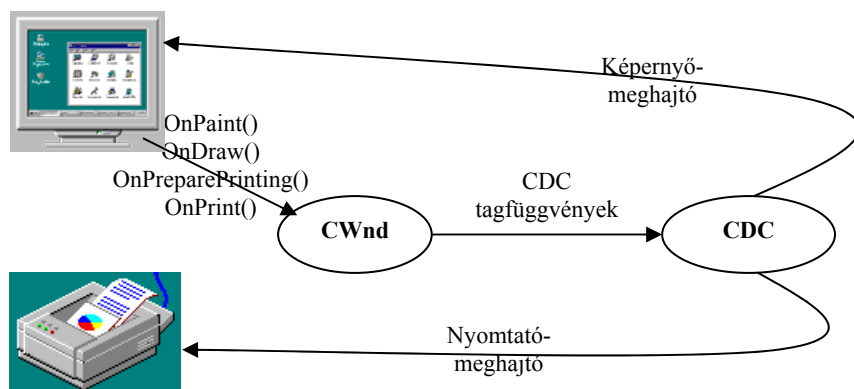 Képernyő-
meghajtó
OnPaint()
OnDraw()
OnPreparePrinting()
OnPrint()
CDC
tagfüggvények
CWnd
CDC
Nyomtató-
meghajtó